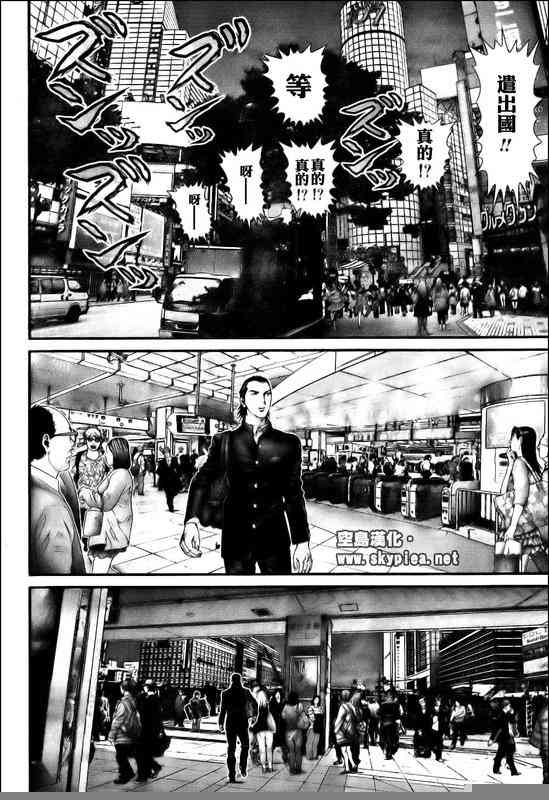 遣出國!!
真的!?
等
真的!?
真的!?
呀——
呀——
ズンッ
ズンッ
ズンッ
ズンッ
空島漢化·
www.skypiea.net